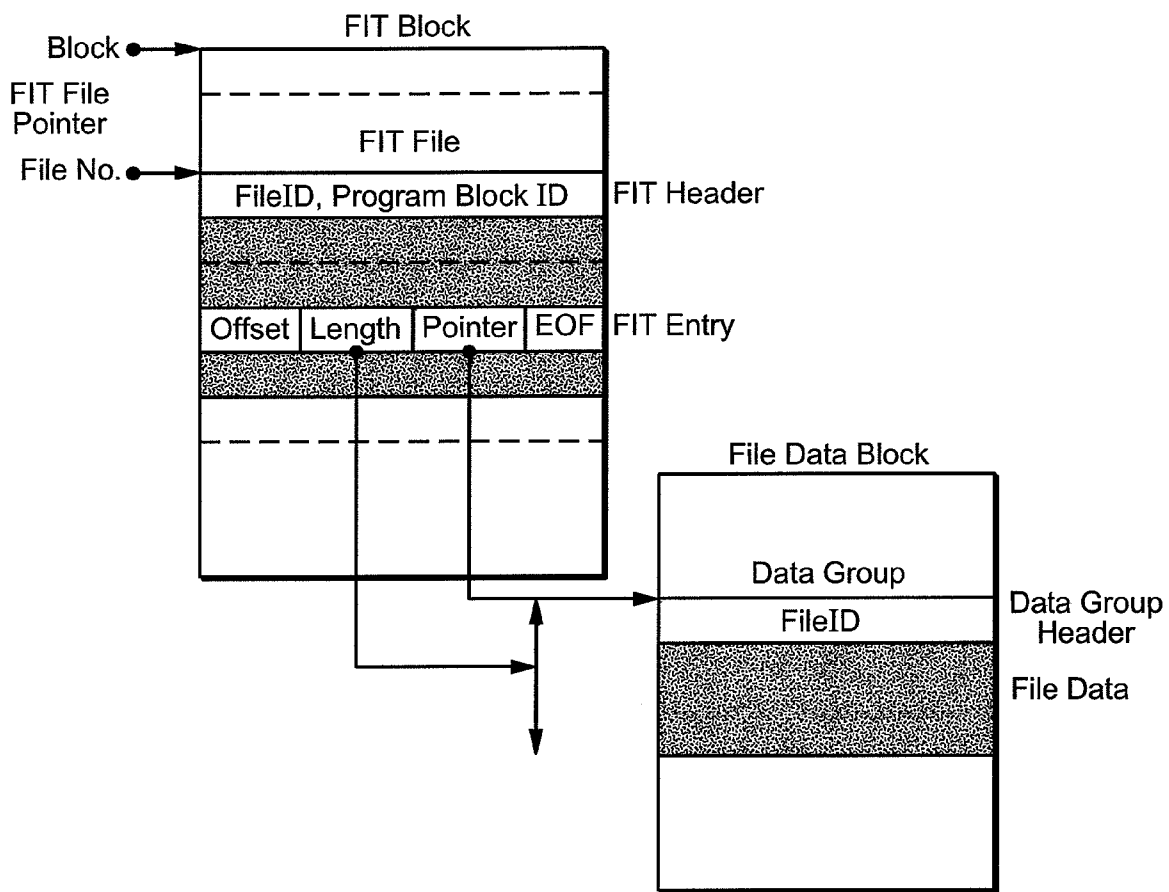 FIT Block
Block
FIT File
Pointer
FIT File
File No.
FileID, Program Block ID
FIT Header
Offset
Length
Pointer
EOF
FIT Entry
File Data Block
Data Group
Data Group
Header
FileID
File Data